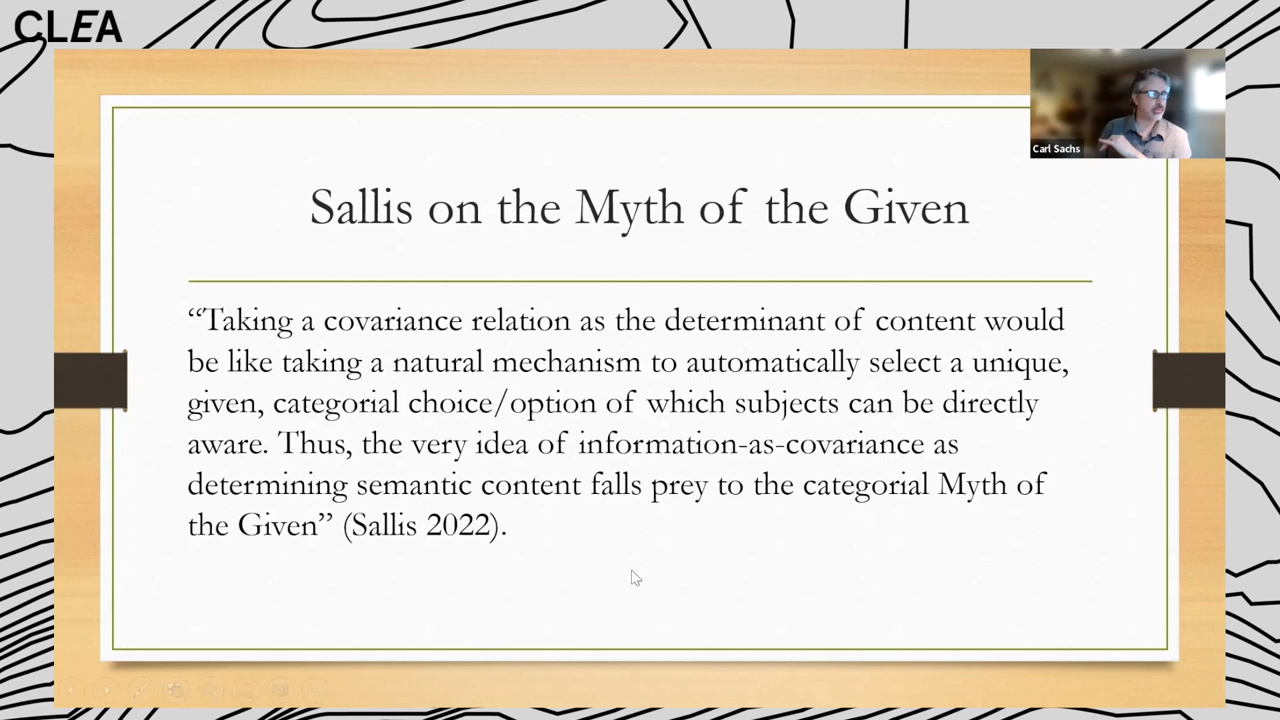 CLEA
Carl Sachs
Sallis on the Myth of the Given
“Taking a covariance relation as the determinant of content would
be like taking a natural mechanism to automatically select a unique,
given, categorial choice/option of which subjects can be directly
aware. Thus, the very idea of information-as-covariance as
determining semantic content falls prey to the categorial Myth of
the Given” (Sallis 2022).